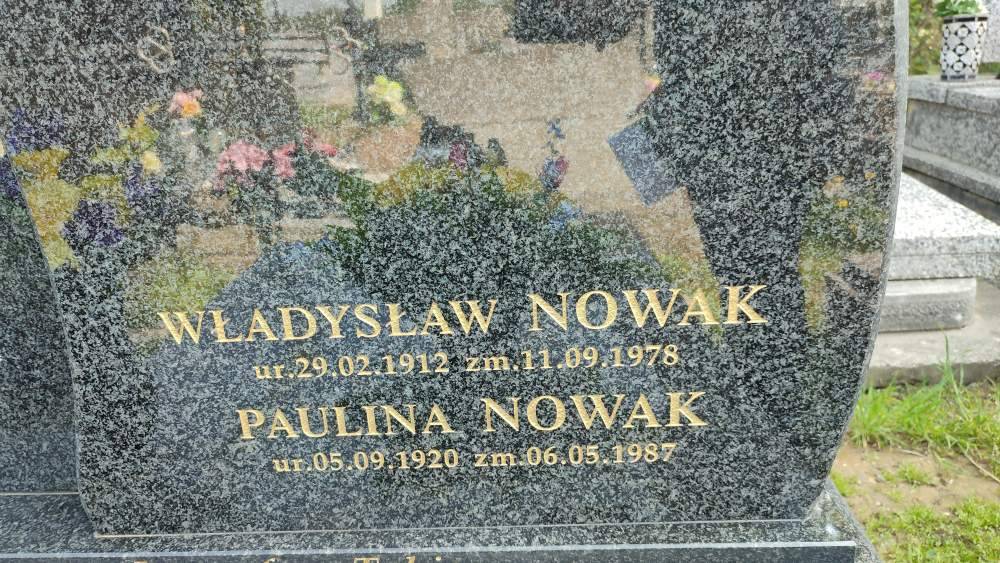 WŁADYSŁAW NOWAK
ur.29.02.1912 zm.11.09.1978
PAULINA NOWAK
ur.05.09.1920 zm.06.05.1987